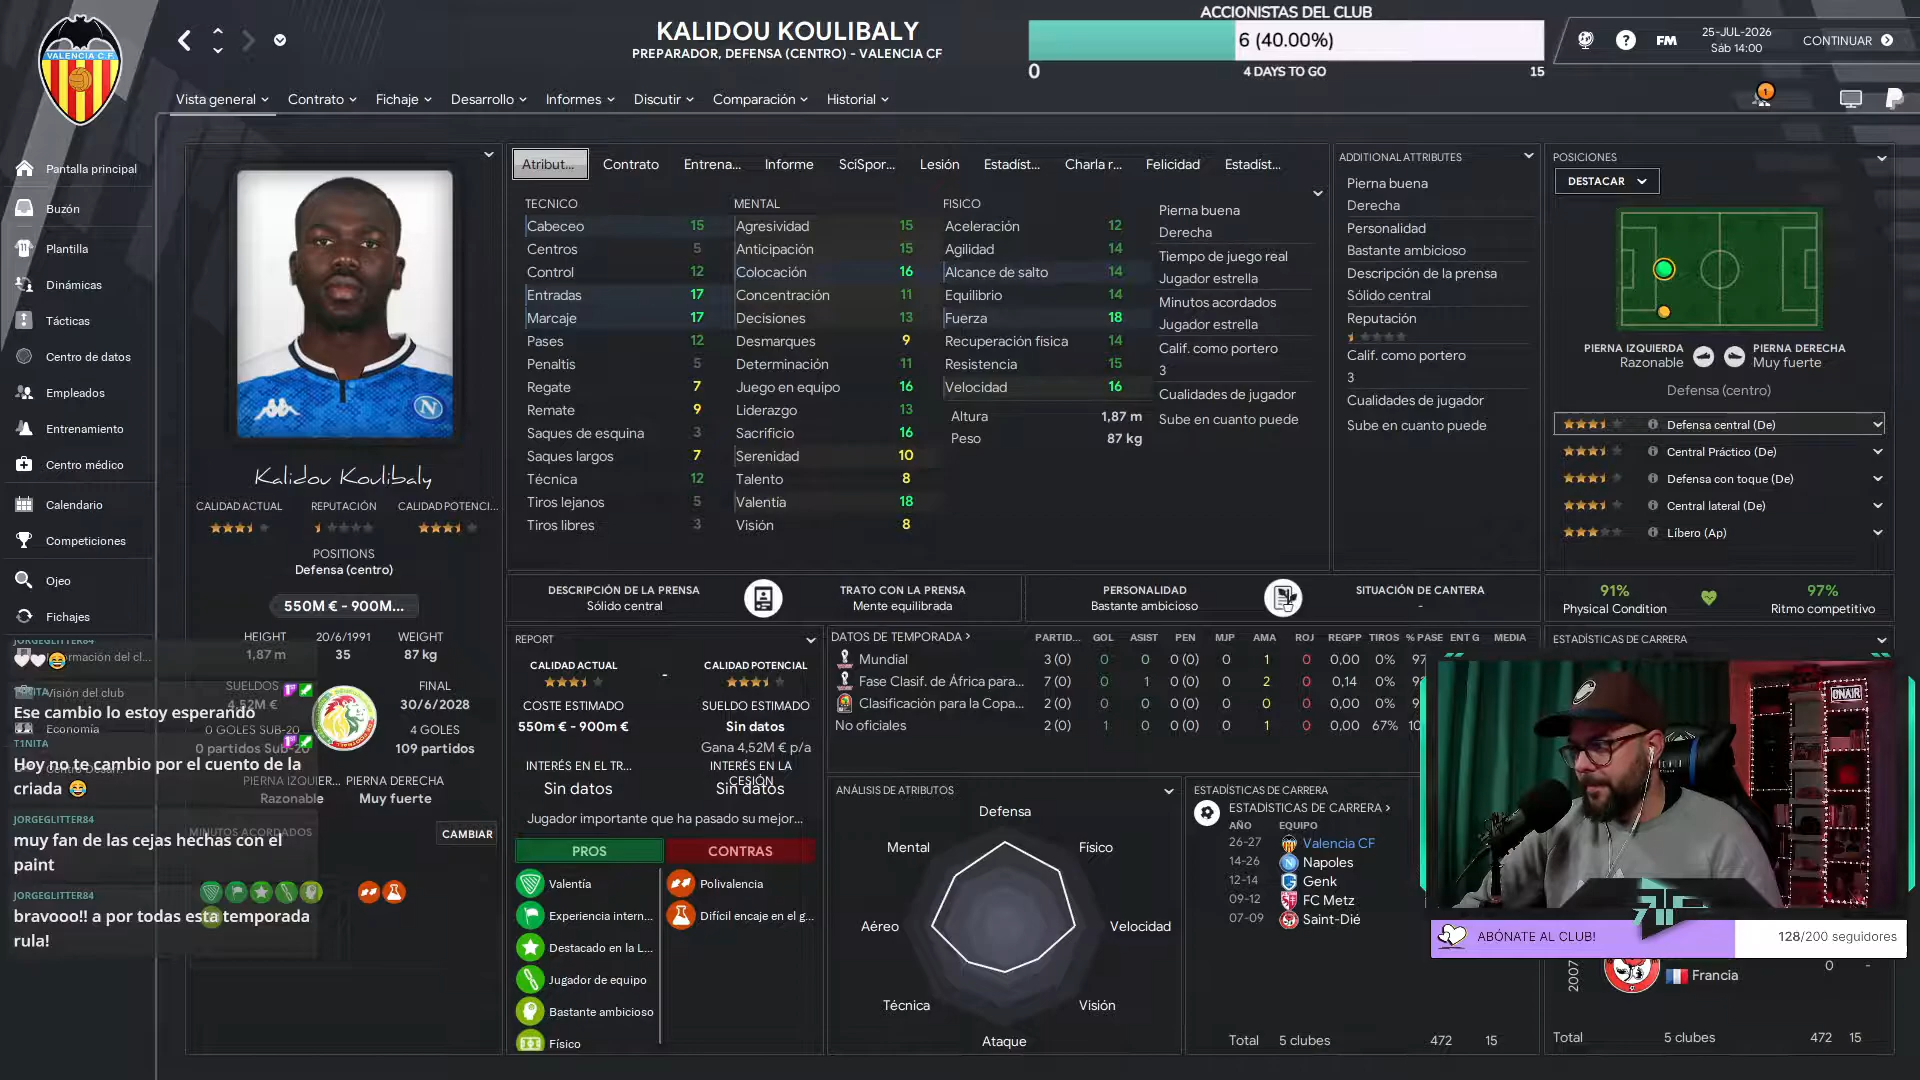 KALIDOU KOULIBALY
PREPARADOR, DEFENSA (CENTRO) - VALENCIA CF
ACCIONISTAS DEL CLUB
6 (40.00%)
0
4 DAYS TO GO
15
FM
25-JUL-2026
Sáb 14:00
CONTINUAR
VALENCIA C.F.
Vista general
Contrato
Fichaje
Desarrollo
Informes
Discutir
Comparación
Historial
1
Pantalla principal
Buzón
Plantilla
Dinámicas
Tácticas
Centro de datos
Empleados
Entrenamiento
Centro médico
Calendario
Competiciones
Ojeo
Fichajes
Información del cl...
Visión del club
Economía
Kalidou Koulibaly
CALIDAD ACTUAL
REPUTACIÓN
CALIDAD POTENCI...
POSITIONS
Defensa (centro)
550M € - 900M...
HEIGHT
1,87 m
20/6/1991
35
WEIGHT
87 kg
SUELDOS
4,52M €
FINAL
30/6/2028
0 GOLES SUB-20
0 partidos Sub-20
4 GOLES
109 partidos
PIERNA IZQUIER...
Razonable
PIERNA DERECHA
Muy fuerte
MINUTOS ACORDADOS
CAMBIAR
JORGEGLITTER84
Ese cambio lo estoy esperando
T1NITA
Hoy no te cambio por el cuento de la
criada 😂
JORGEGLITTER84
muy fan de las cejas hechas con el
paint
JORGEGLITTER84
bravooo!! a por todas esta temporada
rula!
Atribut...
Contrato
Entrena...
Informe
SciSpor...
Lesión
Estadíst...
Charla r...
Felicidad
Estadíst...
TECNICO
Cabeceo 15
Centros 5
Control 12
Entradas 17
Marcaje 17
Pases 12
Penaltis 5
Regate 7
Remate 9
Saques de esquina 3
Saques largos 7
Técnica 12
Tiros lejanos 5
Tiros libres 3
MENTAL
Agresividad 15
Anticipación 15
Colocación 16
Concentración 11
Decisiones 13
Desmarques 9
Determinación 11
Juego en equipo 16
Liderazgo 13
Sacrificio 16
Serenidad 10
Talento 8
Valentía 18
Visión 8
FISICO
Aceleración 12
Agilidad 14
Alcance de salto 14
Equilibrio 14
Fuerza 18
Recuperación física 14
Resistencia 15
Velocidad 16
Altura 1,87 m
Peso 87 kg
Pierna buena
Derecha
Tiempo de juego real
Jugador estrella
Minutos acordados
Jugador estrella
Calif. como portero
3
Cualidades de jugador
Sube en cuanto puede
ADDITIONAL ATTRIBUTES
Pierna buena
Derecha
Personalidad
Bastante ambicioso
Descripción de la prensa
Sólido central
Reputación
Calif. como portero
3
Cualidades de jugador
Sube en cuanto puede
POSICIONES
DESTACAR
PIERNA IZQUIERDA
Razonable
PIERNA DERECHA
Muy fuerte
Defensa (centro)
Defensa central (De)
Central Práctico (De)
Defensa con toque (De)
Central lateral (De)
Líbero (Ap)
DESCRIPCIÓN DE LA PRENSA
Sólido central
TRATO CON LA PRENSA
Mente equilibrada
PERSONALIDAD
Bastante ambicioso
SITUACIÓN DE CANTERA
-
91%
Physical Condition
97%
Ritmo competitivo
REPORT
CALIDAD ACTUAL
-
CALIDAD POTENCIAL
COSTE ESTIMADO
550m € - 900m €
SUELDO ESTIMADO
Sin datos
Gana 4,52M € p/a
INTERÉS EN EL TR...
Sin datos
INTERÉS EN LA
CESIÓN
Sin datos
Jugador importante que ha pasado su mejor...
PROS
CONTRAS
Valentía
Experiencia intern...
Destacado en la L...
Jugador de equipo
Bastante ambicioso
Físico
Polivalencia
Difícil encaje en el g...
DATOS DE TEMPORADA >
PARTID... GOL ASIST PEN MJP AMA ROJ REGPP TIROS % PASE ENT G MEDIA
Mundial 3 (0) 0 0 0 (0) 0 1 0 0,00 0%
Fase Clasif. de África para... 7 (0) 0 1 0 (0) 0 2 0 0,14 0%
Clasificación para la Copa... 2 (0) 0 0 0 (0) 0 0 0 0,00 0%
No oficiales 2 (0) 1 0 0 (0) 0 1 0 0,00 67%
ANÁLISIS DE ATRIBUTOS
Defensa
Físico
Velocidad
Visión
Ataque
Técnica
Aéreo
Mental
ESTADÍSTICAS DE CARRERA
ESTADÍSTICAS DE CARRERA >
AÑO EQUIPO
26-27 Valencia CF
14-26 Napoles
12-14 Genk
09-12 FC Metz
07-09 Saint-Dié
Total 5 clubes 472 15
ESTADÍSTICAS DE CARRERA
ON AIR
ABÓNATE AL CLUB!
128/200 seguidores
2007
Francia
0 -
Total 5 clubes 472 15